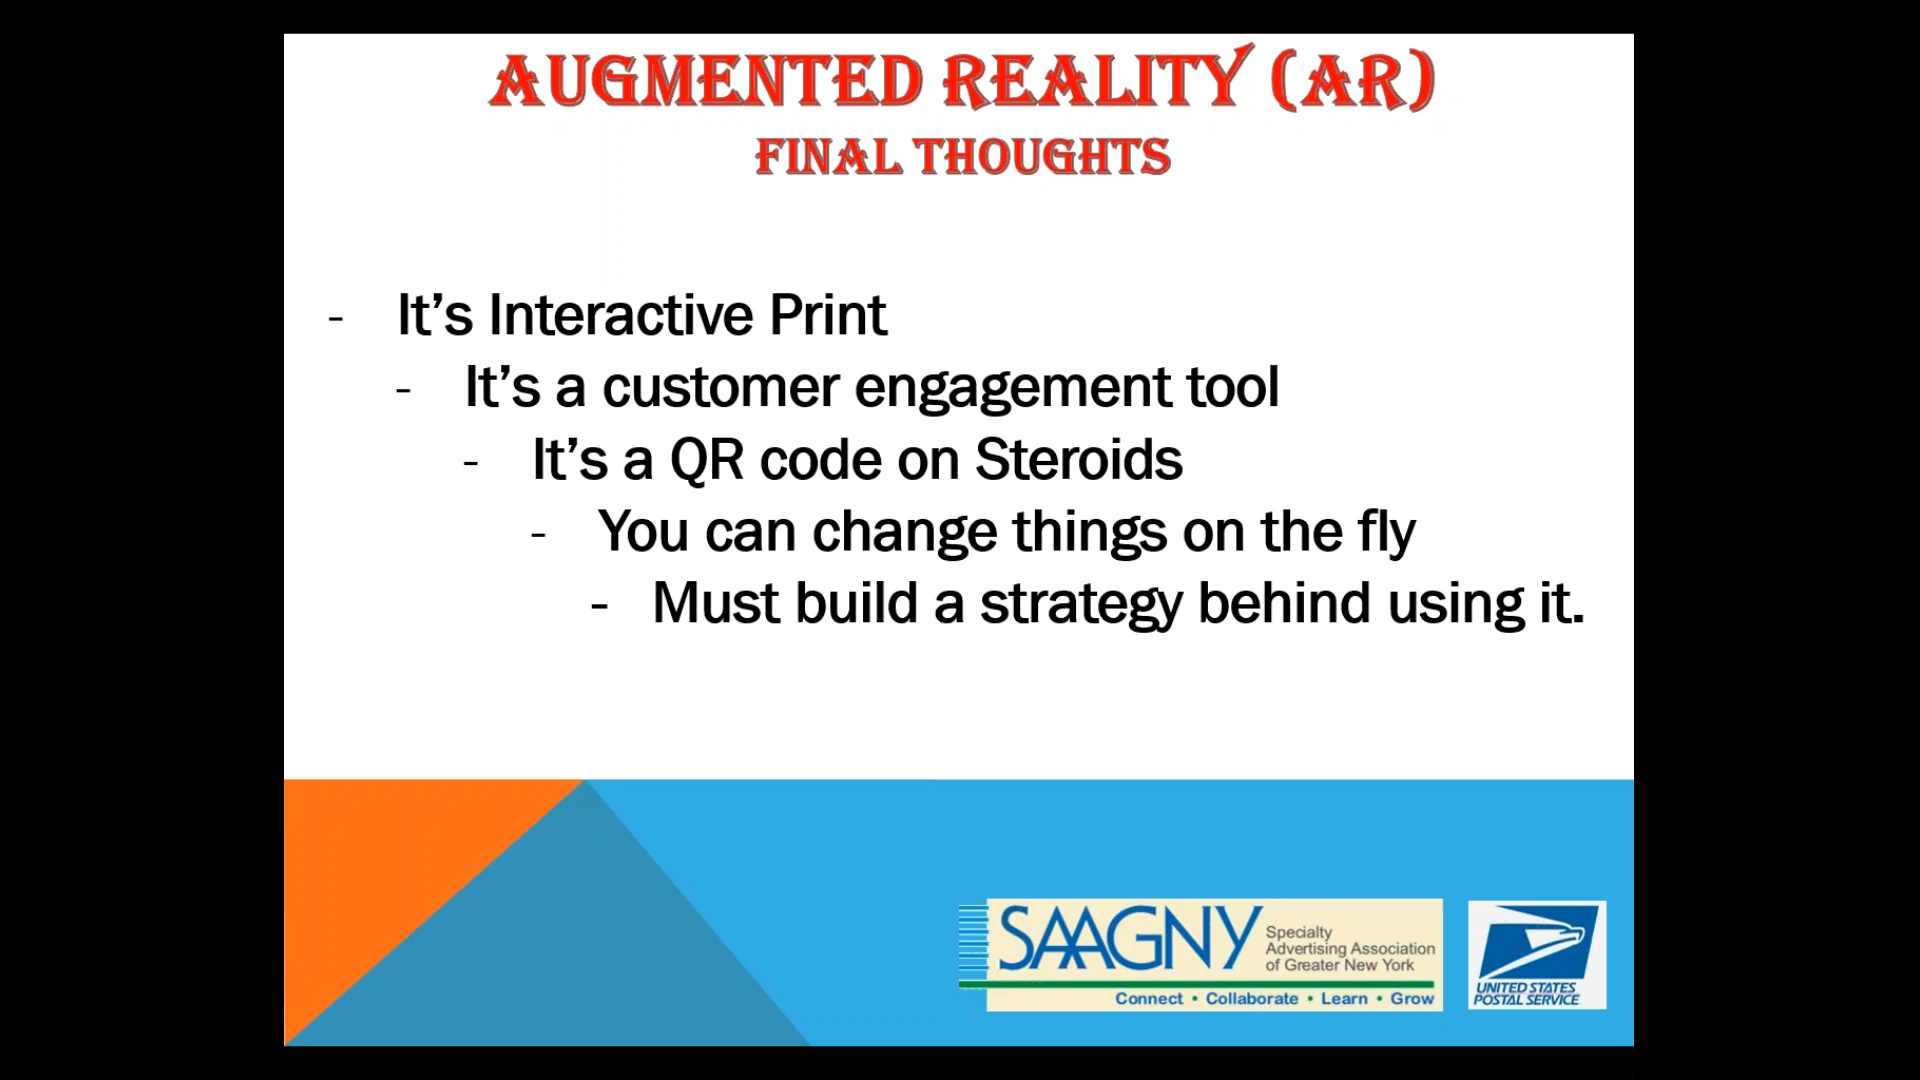 AUGMENTED REALITY (AR)
FINAL THOUGHTS
- It’s Interactive Print
- It’s a customer engagement tool
- It’s a QR code on Steroids
- You can change things on the fly
- Must build a strategy behind using it.
SAAGNY
Specialty
Advertising Association
of Greater New York
Connect • Collaborate • Learn • Grow
UNITED STATES
POSTAL SERVICE